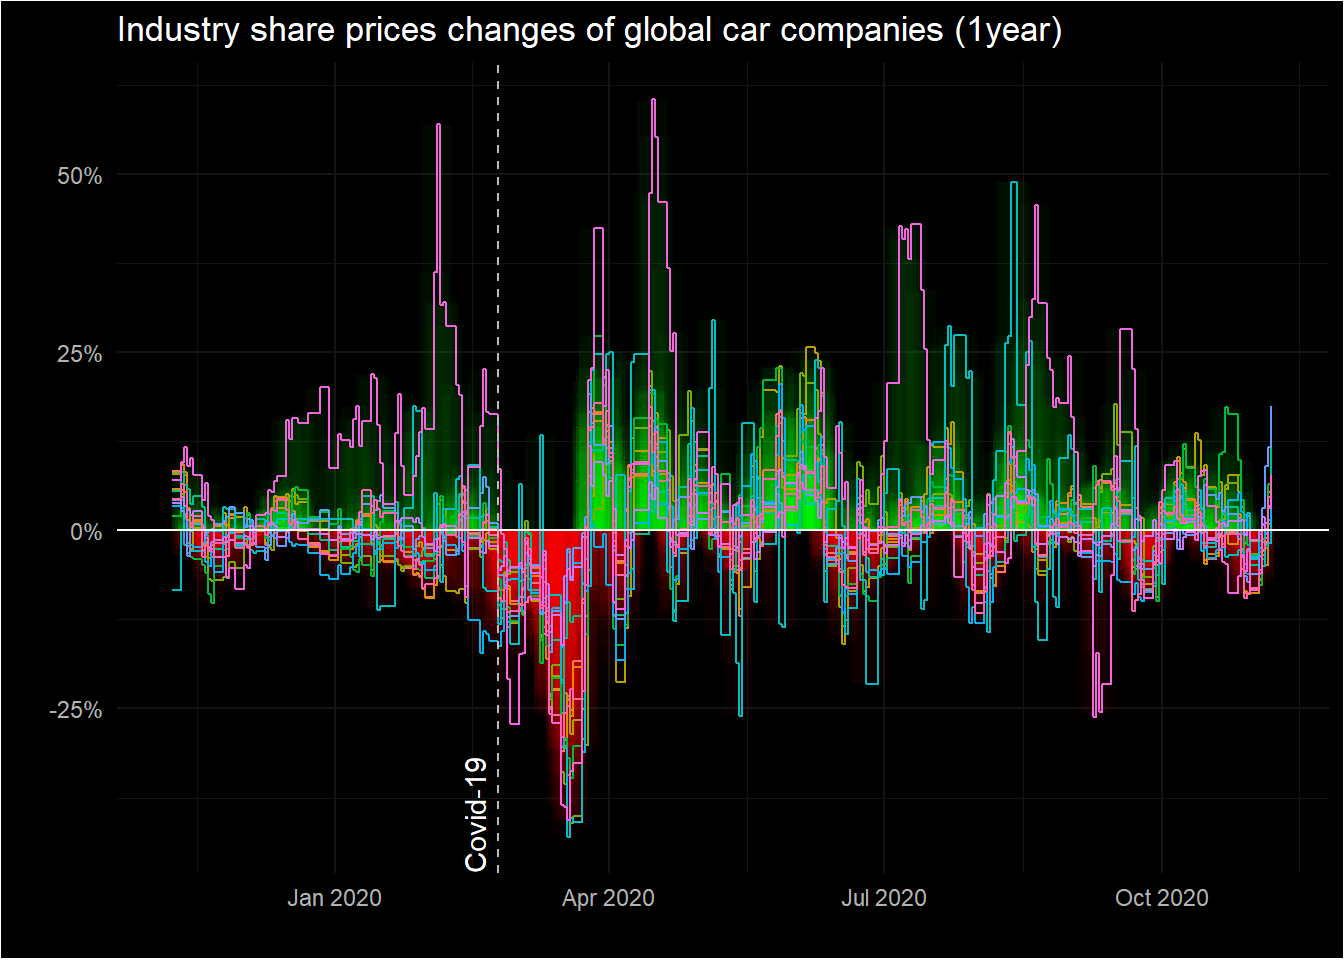 Industry share prices changes of global car companies (1year)
50%
25%
0%
-25%
Covid-19
Jan 2020
Apr 2020
Jul 2020
Oct 2020